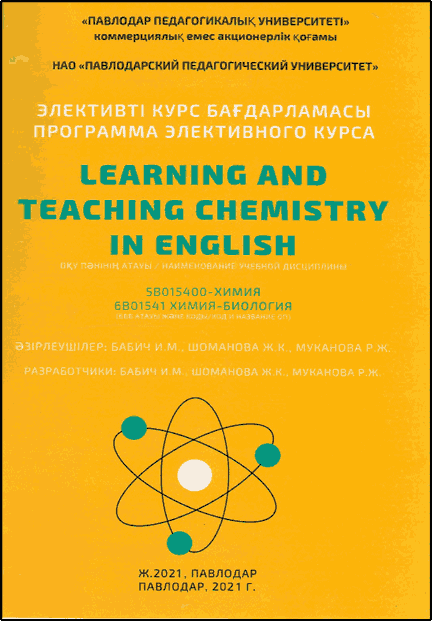 «ПАВЛОДАР ПЕДАГОГИКАЛЫҚ УНИВЕРСИТЕТІ»
коммерциялық емес акционерлік қоғамы
НАО «ПАВЛОДАРСКИЙ ПЕДАГОГИЧЕСКИЙ УНИВЕРСИТЕТ»
ЭЛЕКТИВТІ КУРС БАҒДАРЛАМАСЫ
ПРОГРАММА ЭЛЕКТИВНОГО КУРСА
LEARNING AND
TEACHING CHEMISTRY
IN ENGLISH
ОҚУ ПӘНІНІҢ АТАУЫ / НАИМЕНОВАНИЕ УЧЕБНОЙ ДИСЦИПЛИНЫ
5B015400-ХИМИЯ
6B01541 ХИМИЯ-БИОЛОГИЯ
ӘЗІРЛЕУШІЛЕР: БАБИЧ И.М., ШОМАНОВА Ж.К., МУКАНОВА Р.Ж.
РАЗРАБОТЧИКИ: БАБИЧ И.М., ШОМАНОВА Ж.К., МУКАНОВА Р.Ж.
Ж.2021, ПАВЛОДАР
ПАВЛОДАР, 2021 Г.